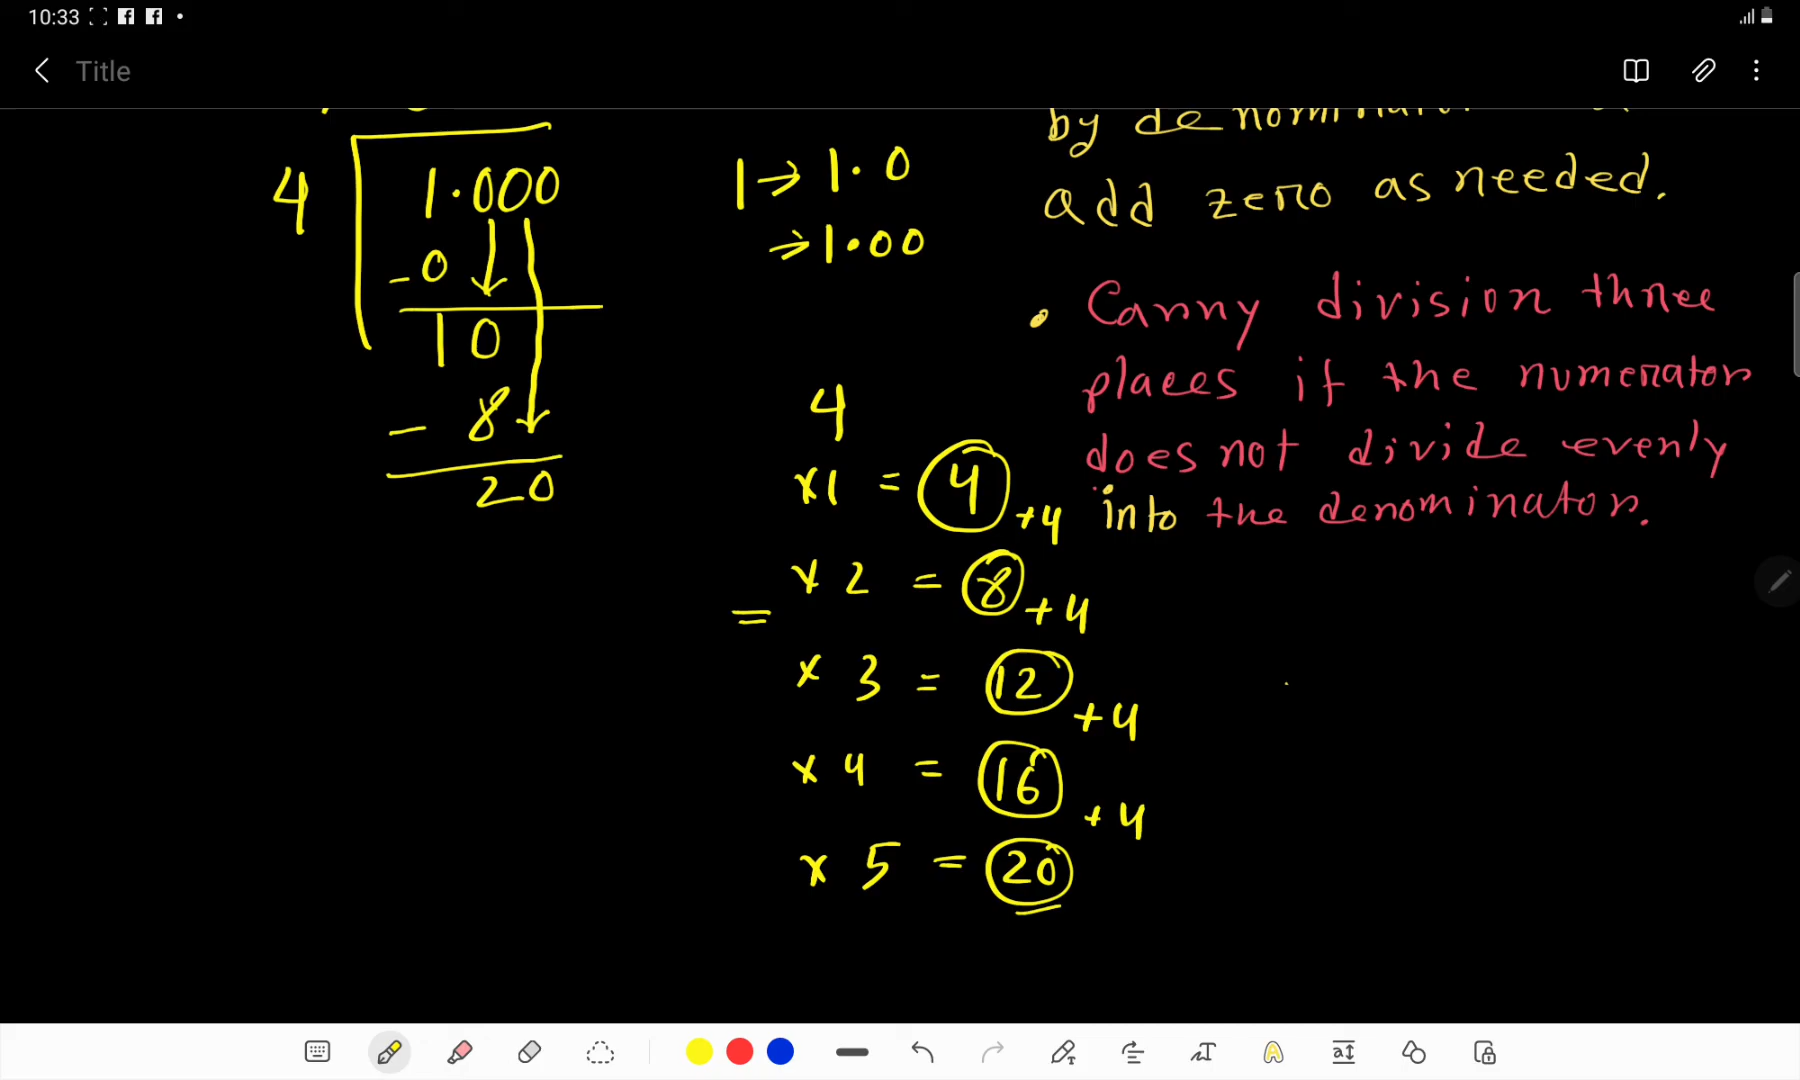 10:33
Title
4
1.000
-0
10
- 8
20
1 → 1.0
→ 1.00
by
add zero as needed.
• Carry division three
places if the numerator
does not divide evenly
into the denominator.
4
x1 = 4 +4
= x 2 = 8 +4
x 3 = 12 +4
x 4 = 16 +4
x 5 = 20